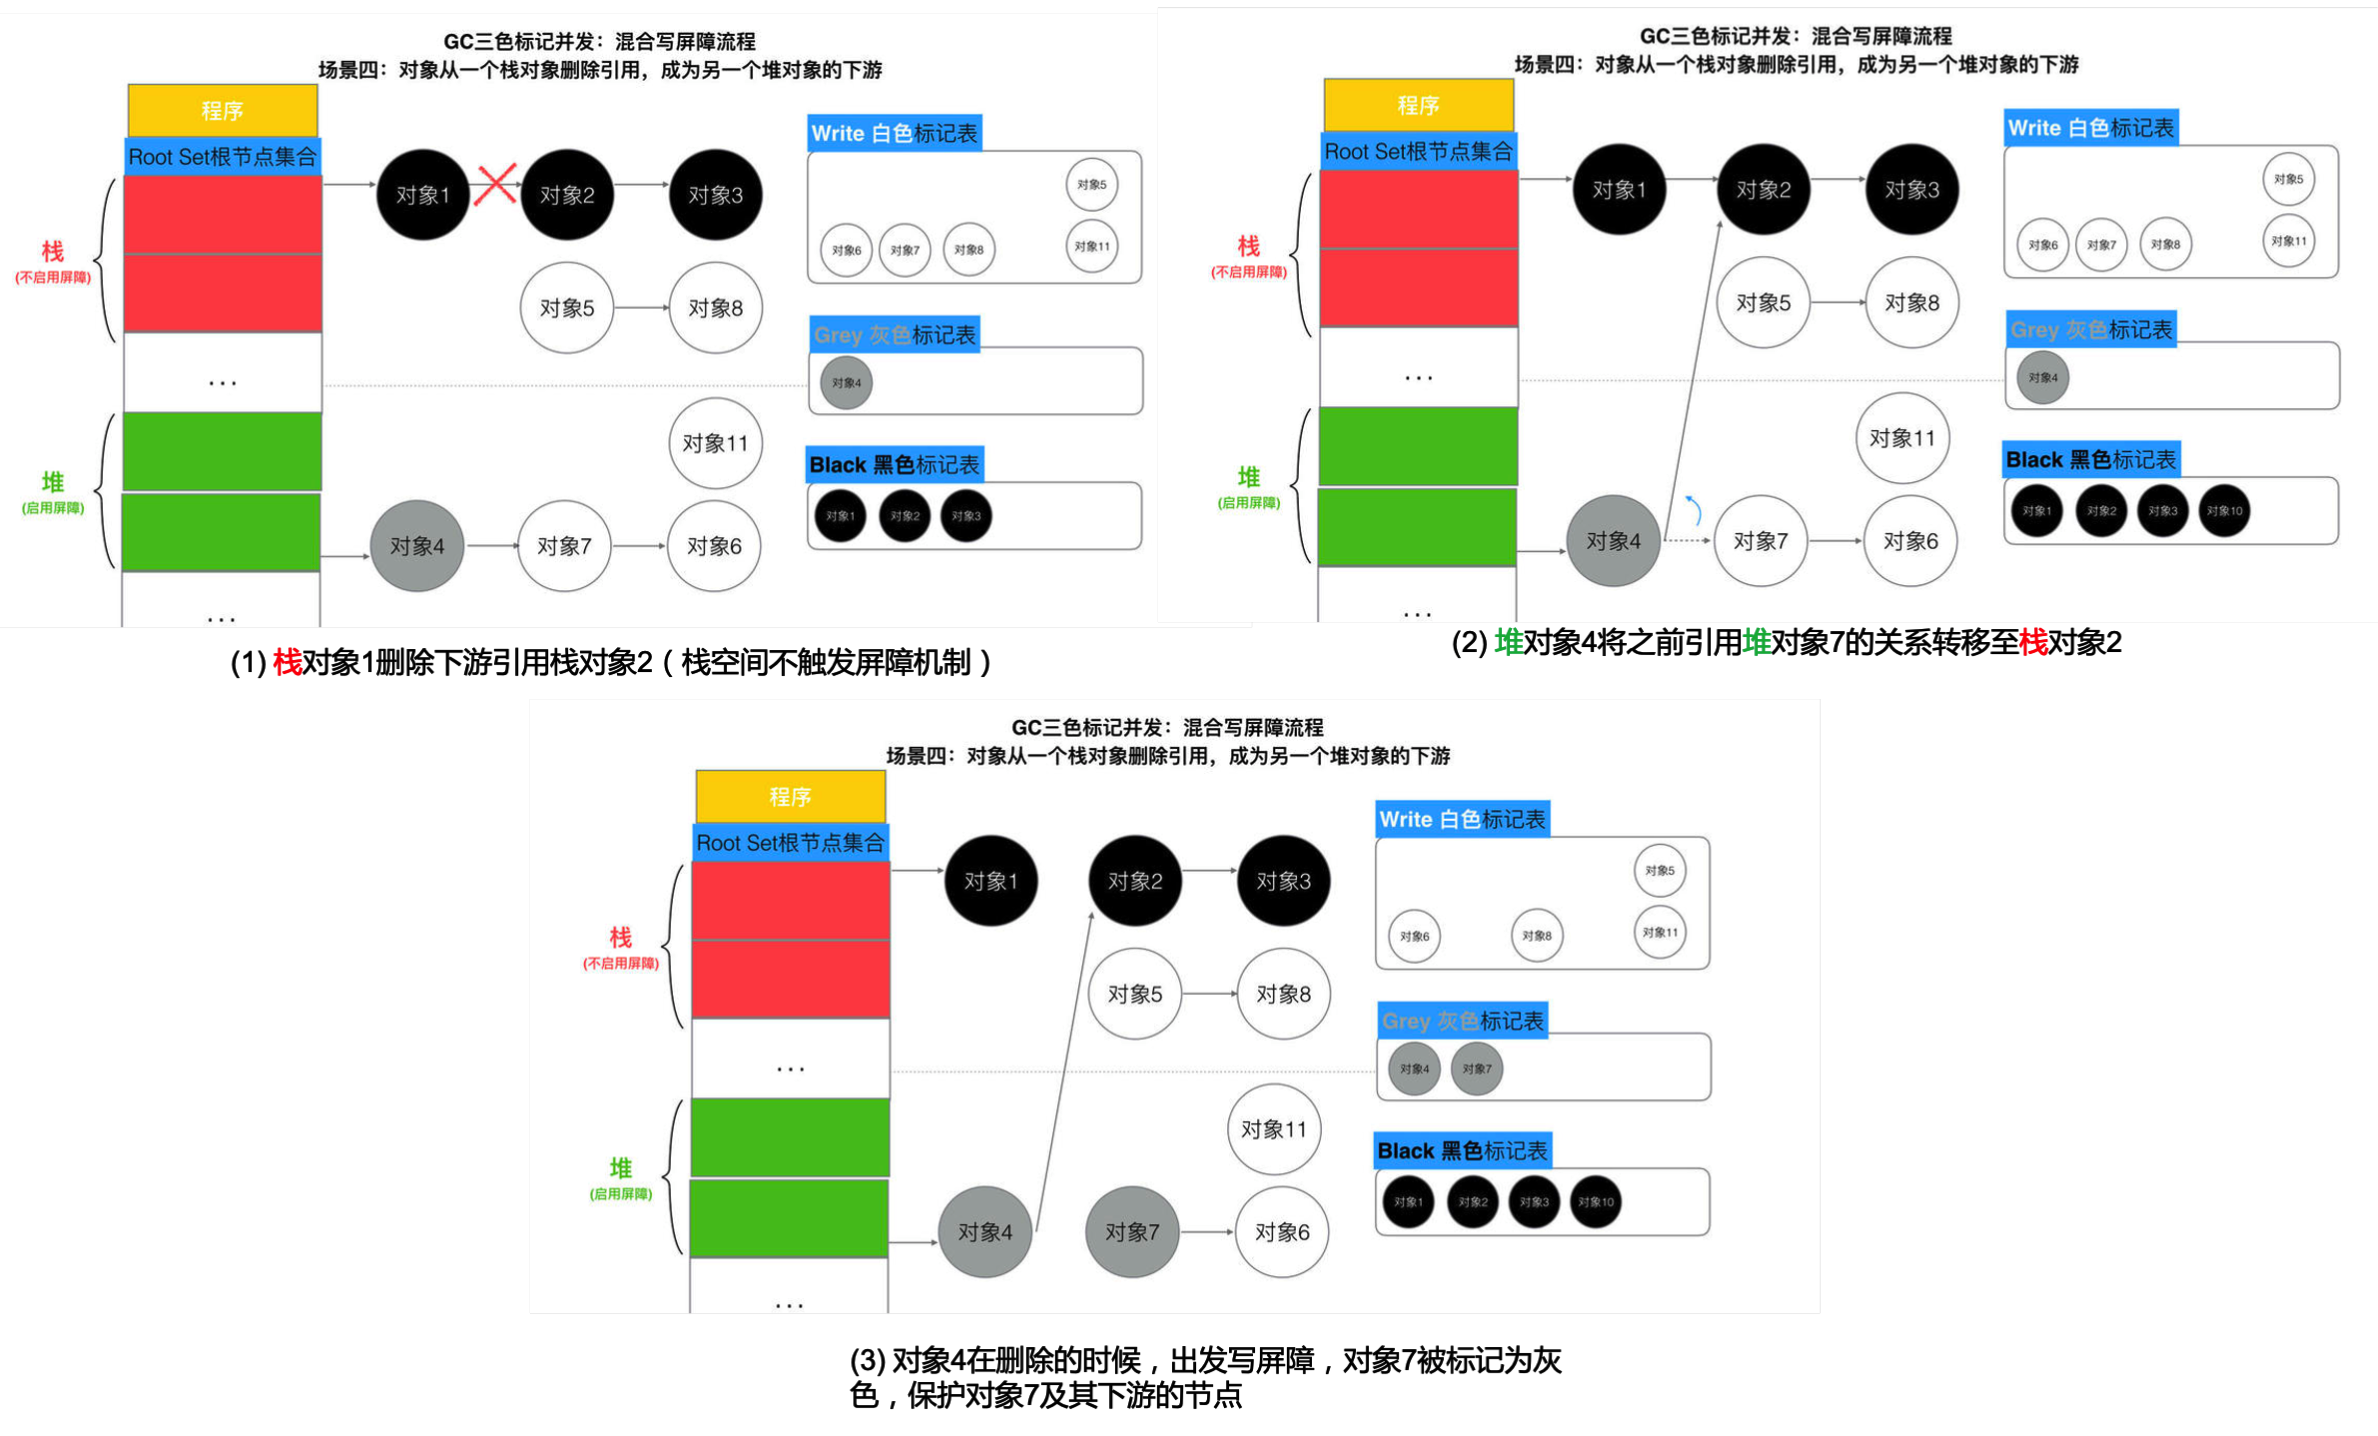 GC三色标记并发：混合写屏障流程
场景四：对象从一个栈对象删除引用，成为另一个堆对象的下游
程序
Root Set根节点集合
栈
(不启用屏障)
...
堆
(启用屏障)
...
对象1
对象2
对象3
对象5
对象8
对象11
对象4
对象7
对象6
Write 白色标记表
对象5
对象6
对象7
对象8
对象11
Grey 灰色标记表
对象4
Black 黑色标记表
对象1
对象2
对象3
(1) 栈对象1删除下游引用栈对象2（栈空间不触发屏障机制）
GC三色标记并发：混合写屏障流程
场景四：对象从一个栈对象删除引用，成为另一个堆对象的下游
程序
Root Set根节点集合
栈
(不启用屏障)
...
堆
(启用屏障)
...
对象1
对象2
对象3
对象5
对象8
对象11
对象4
对象7
对象6
Write 白色标记表
对象5
对象6
对象7
对象8
对象11
Grey 灰色标记表
对象4
Black 黑色标记表
对象1
对象2
对象3
对象10
(2) 堆对象4将之前引用堆对象7的关系转移至栈对象2
GC三色标记并发：混合写屏障流程
场景四：对象从一个栈对象删除引用，成为另一个堆对象的下游
程序
Root Set根节点集合
栈
(不启用屏障)
...
堆
(启用屏障)
...
对象1
对象2
对象3
对象5
对象8
对象11
对象4
对象7
对象6
Write 白色标记表
对象5
对象6
对象8
对象11
Grey 灰色标记表
对象4
对象7
Black 黑色标记表
对象1
对象2
对象3
对象10
(3) 对象4在删除的时候，出发写屏障，对象7被标记为灰
色，保护对象7及其下游的节点